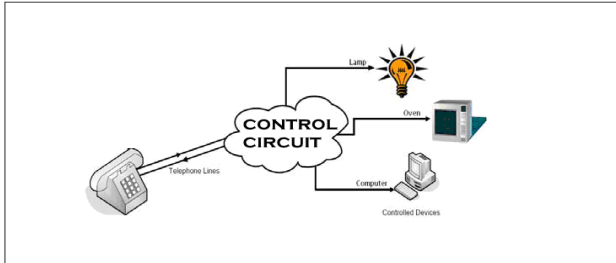 Lamp
CONTROL
CIRCUIT
Oven
Telephone Lines
Computer
Controlled Devices